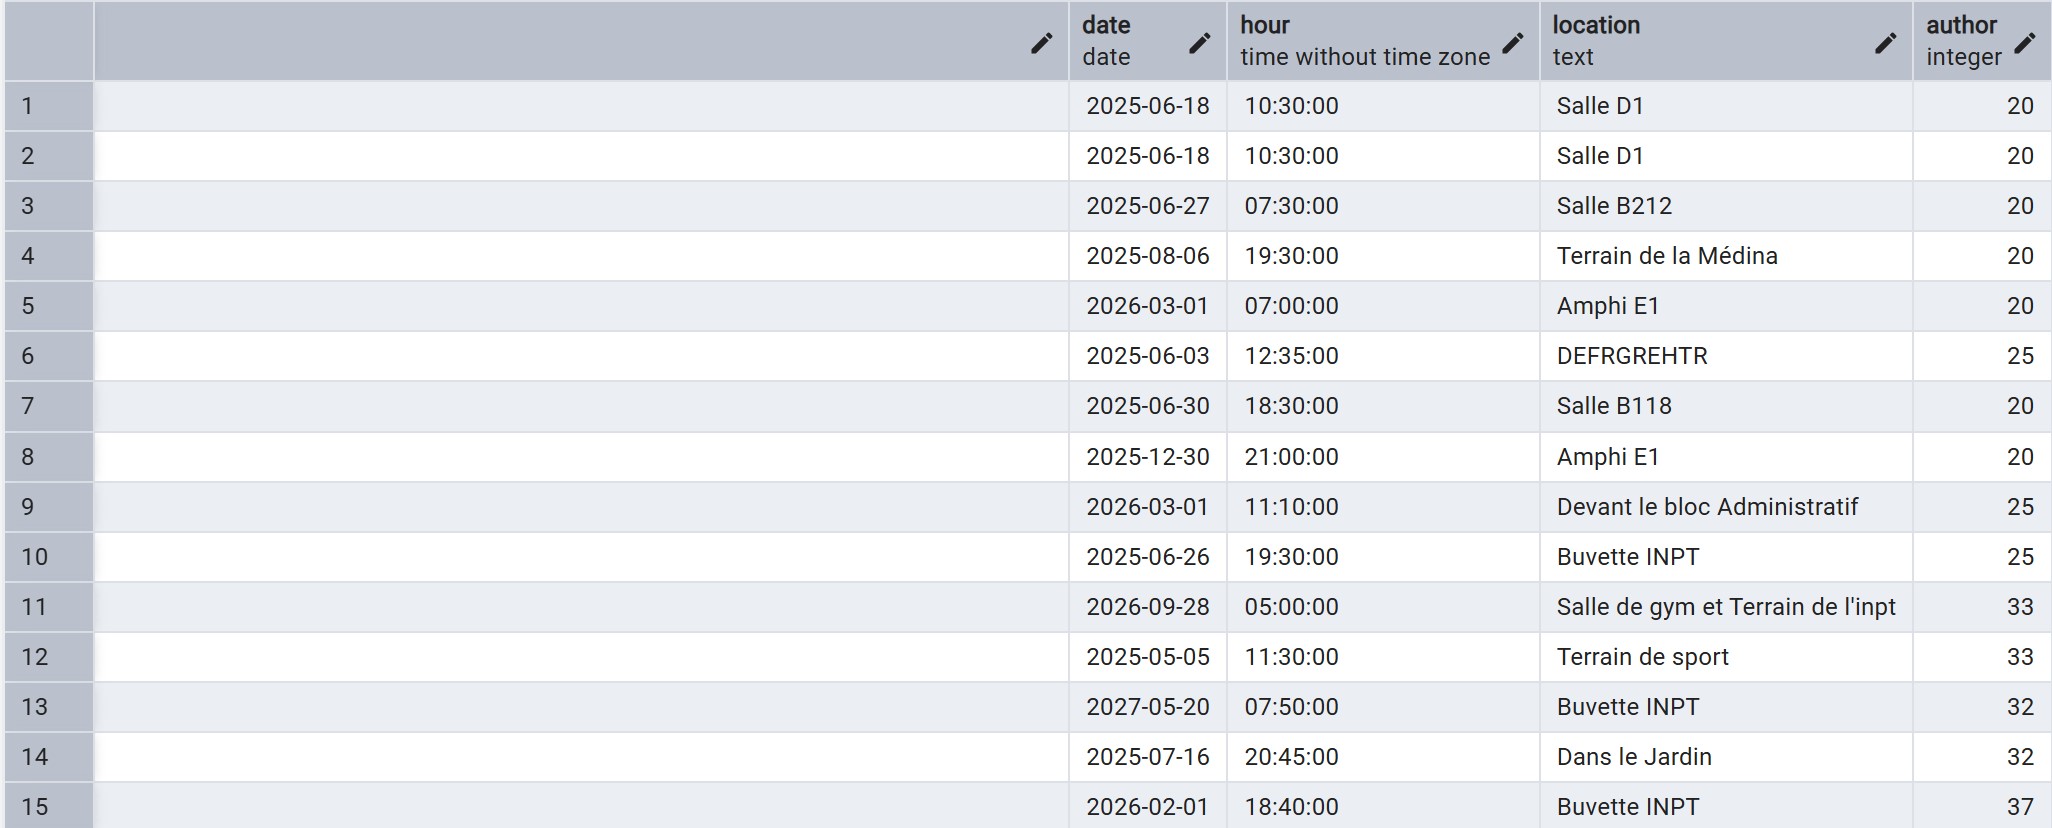 date hour location author
date time without time zone text integer
1 2025-06-18 10:30:00 Salle D1 20
2 2025-06-18 10:30:00 Salle D1 20
3 2025-06-27 07:30:00 Salle B212 20
4 2025-08-06 19:30:00 Terrain de la Médina 20
5 2026-03-01 07:00:00 Amphi E1 20
6 2025-06-03 12:35:00 DEFRGREHTR 25
7 2025-06-30 18:30:00 Salle B118 20
8 2025-12-30 21:00:00 Amphi E1 20
9 2026-03-01 11:10:00 Devant le bloc Administratif 25
10 2025-06-26 19:30:00 Buvette INPT 25
11 2026-09-28 05:00:00 Salle de gym et Terrain de l'inpt 33
12 2025-05-05 11:30:00 Terrain de sport 33
13 2027-05-20 07:50:00 Buvette INPT 32
14 2025-07-16 20:45:00 Dans le Jardin 32
15 2026-02-01 18:40:00 Buvette INPT 37